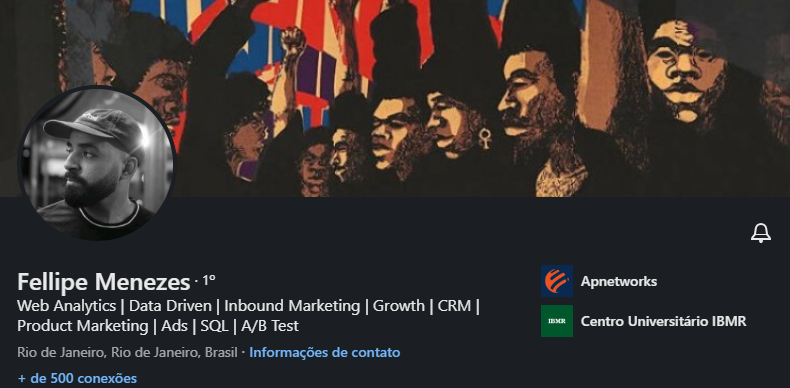 Fellipe Menezes · 1º
Web Analytics | Data Driven | Inbound Marketing | Growth | CRM |
Product Marketing | Ads | SQL | A/B Test
Rio de Janeiro, Rio de Janeiro, Brasil · Informações de contato
+ de 500 conexões
Apnetworks
IBMR
Centro Universitário IBMR